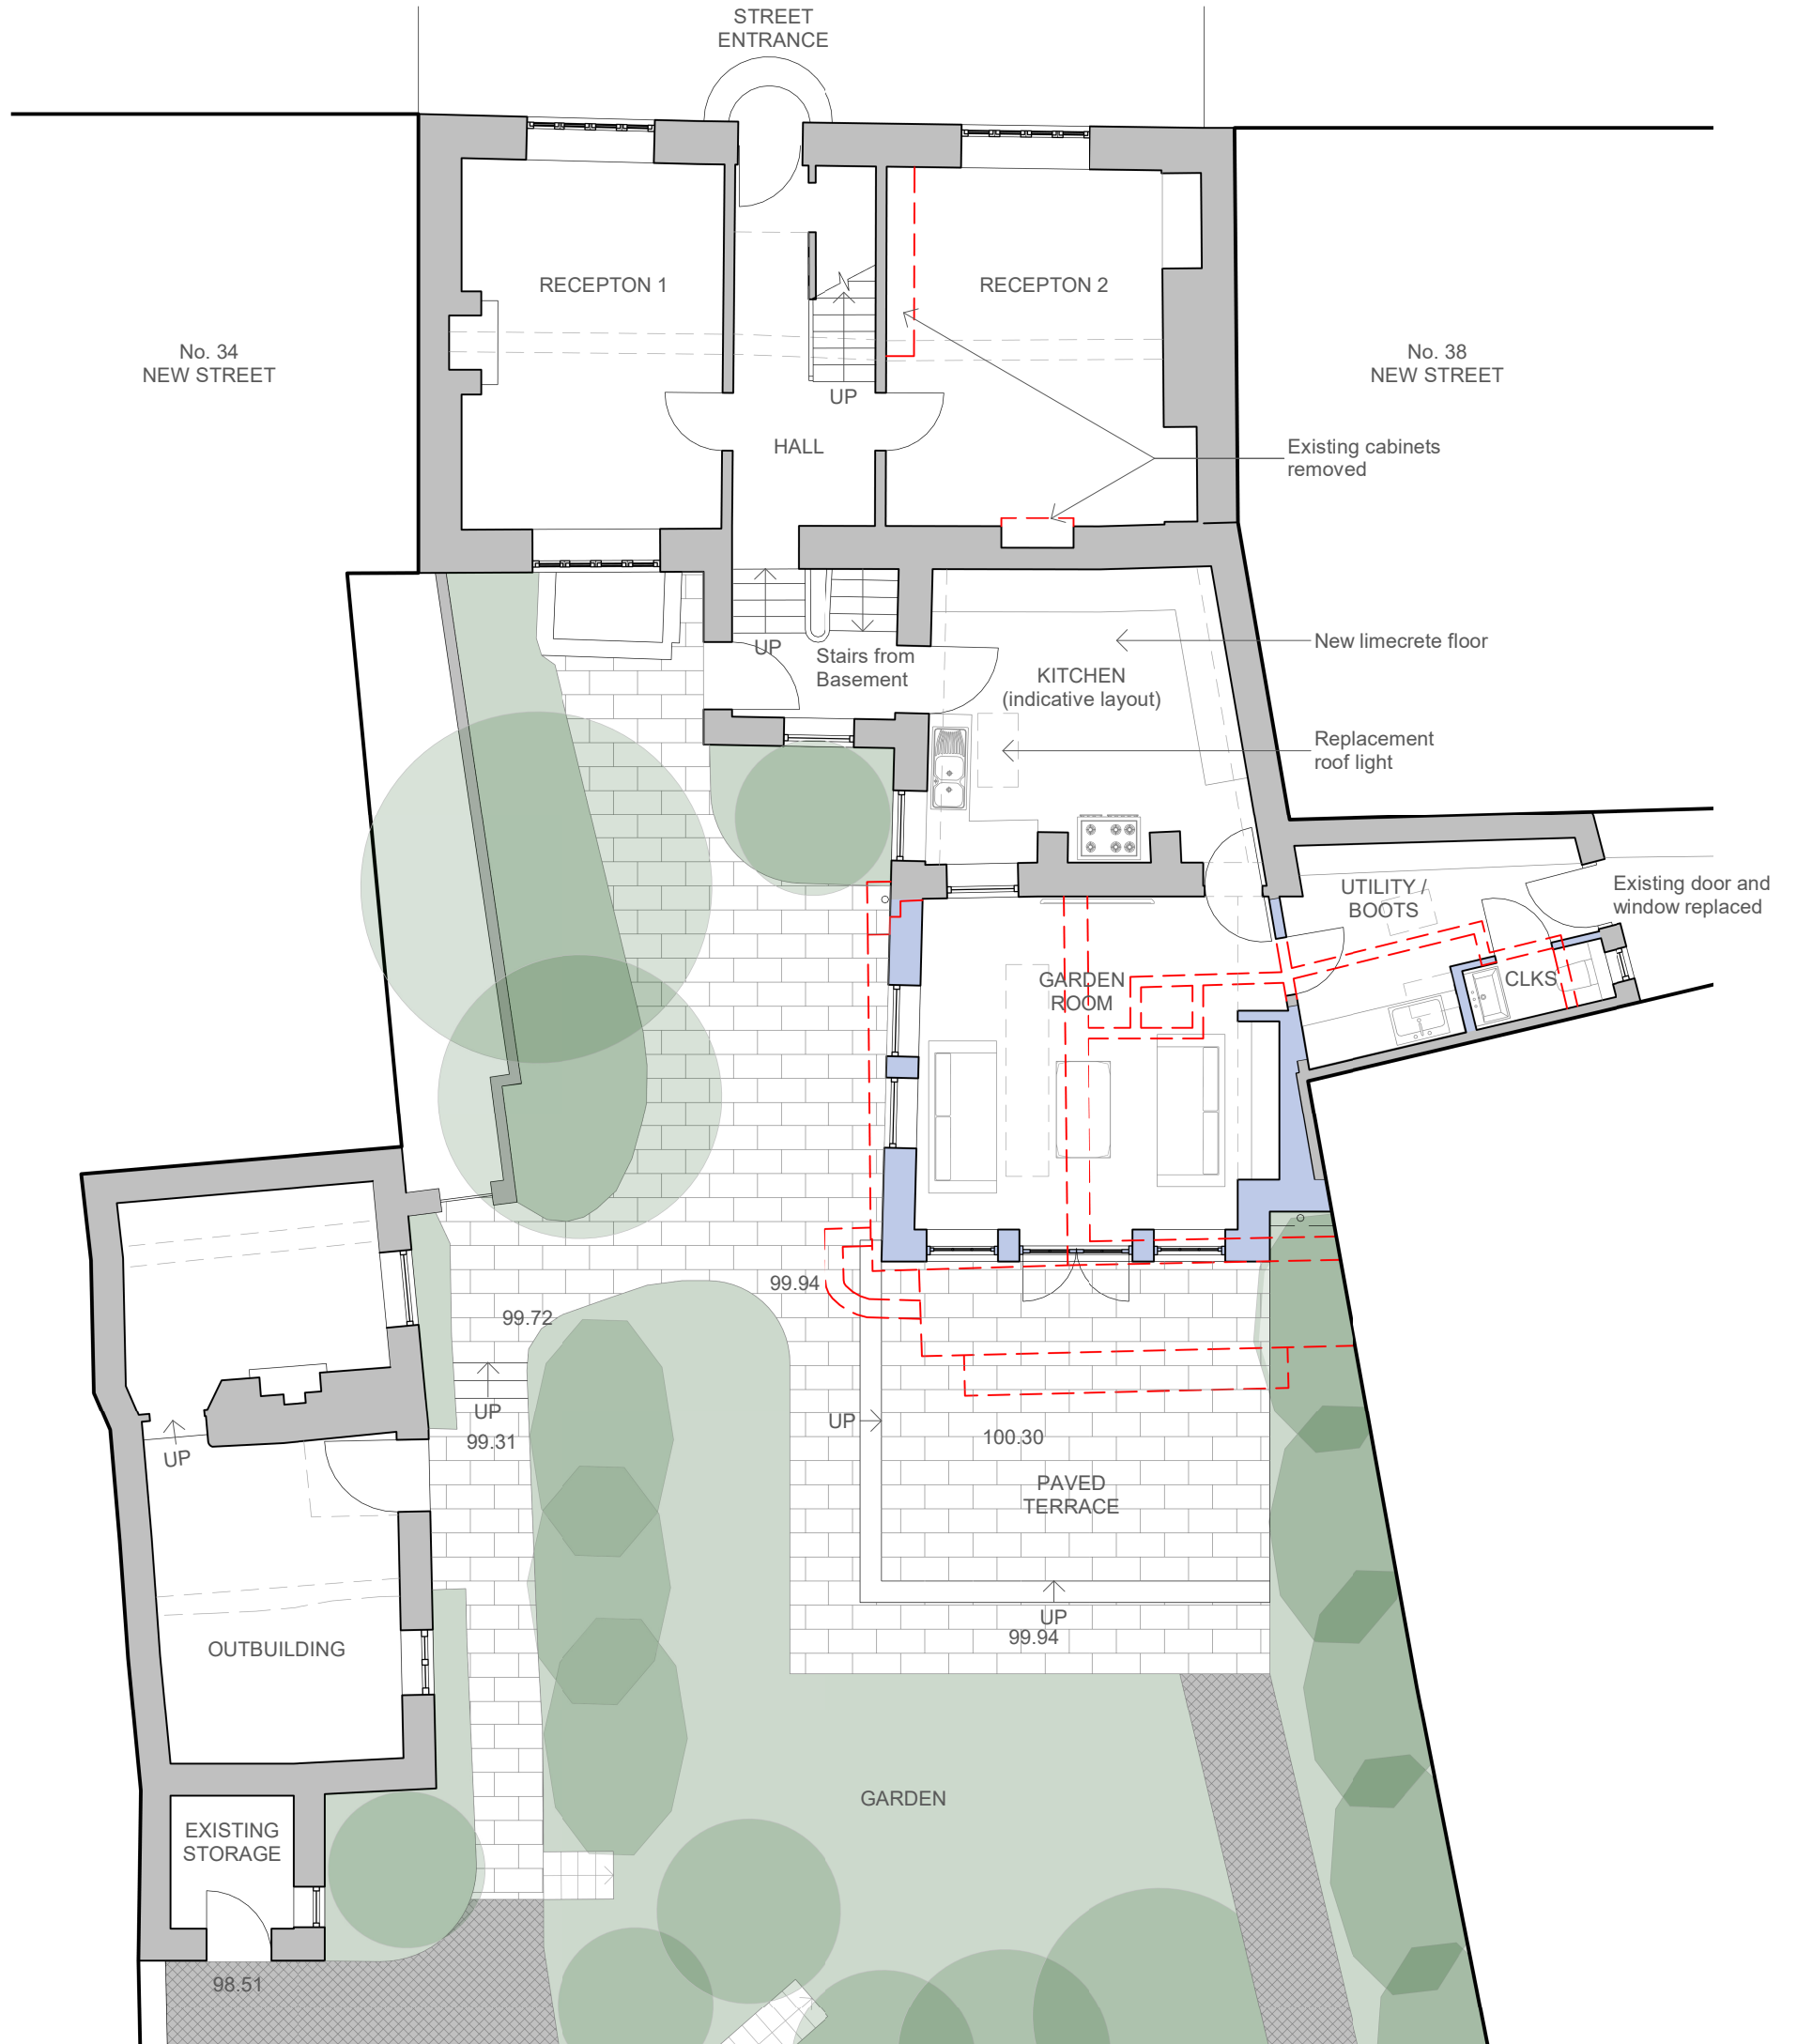 STREET
ENTRANCE
RECEPTON 1
RECEPTON 2
No. 34
NEW STREET
No. 38
NEW STREET
UP
HALL
Existing cabinets
removed
UP
Stairs from
Basement
New limecrete floor
KITCHEN
(indicative layout)
Replacement
roof light
UTILITY /
BOOTS
Existing door and
window replaced
GARDEN
ROOM
CLKS
99.94
99.72
UP
99.31
UP
UP
100.30
PAVED
TERRACE
UP
99.94
OUTBUILDING
GARDEN
EXISTING
STORAGE
98.51